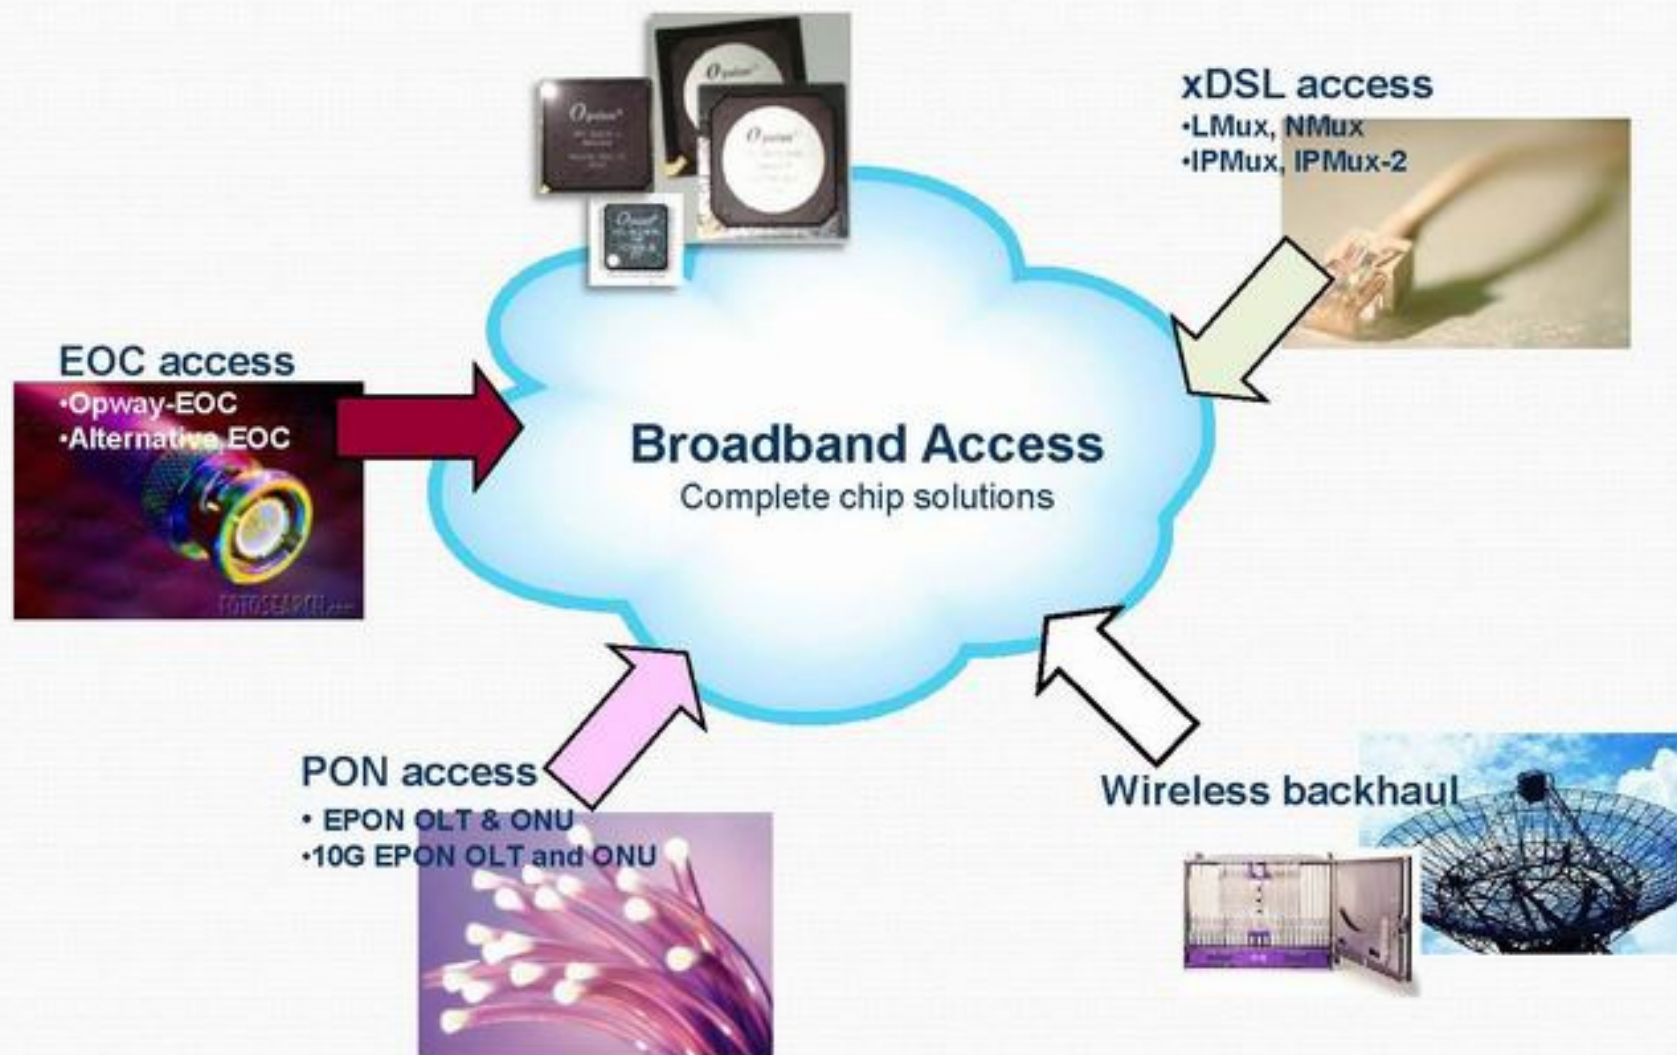 xDSL access
•LMux, NMux
•IPMux, IPMux-2
EOC access
•Opway-EOC
•Alternative EOC
Broadband Access
Complete chip solutions
FOTOSEARCH
PON access
• EPON OLT & ONU
•10G EPON OLT and ONU
Wireless backhaul